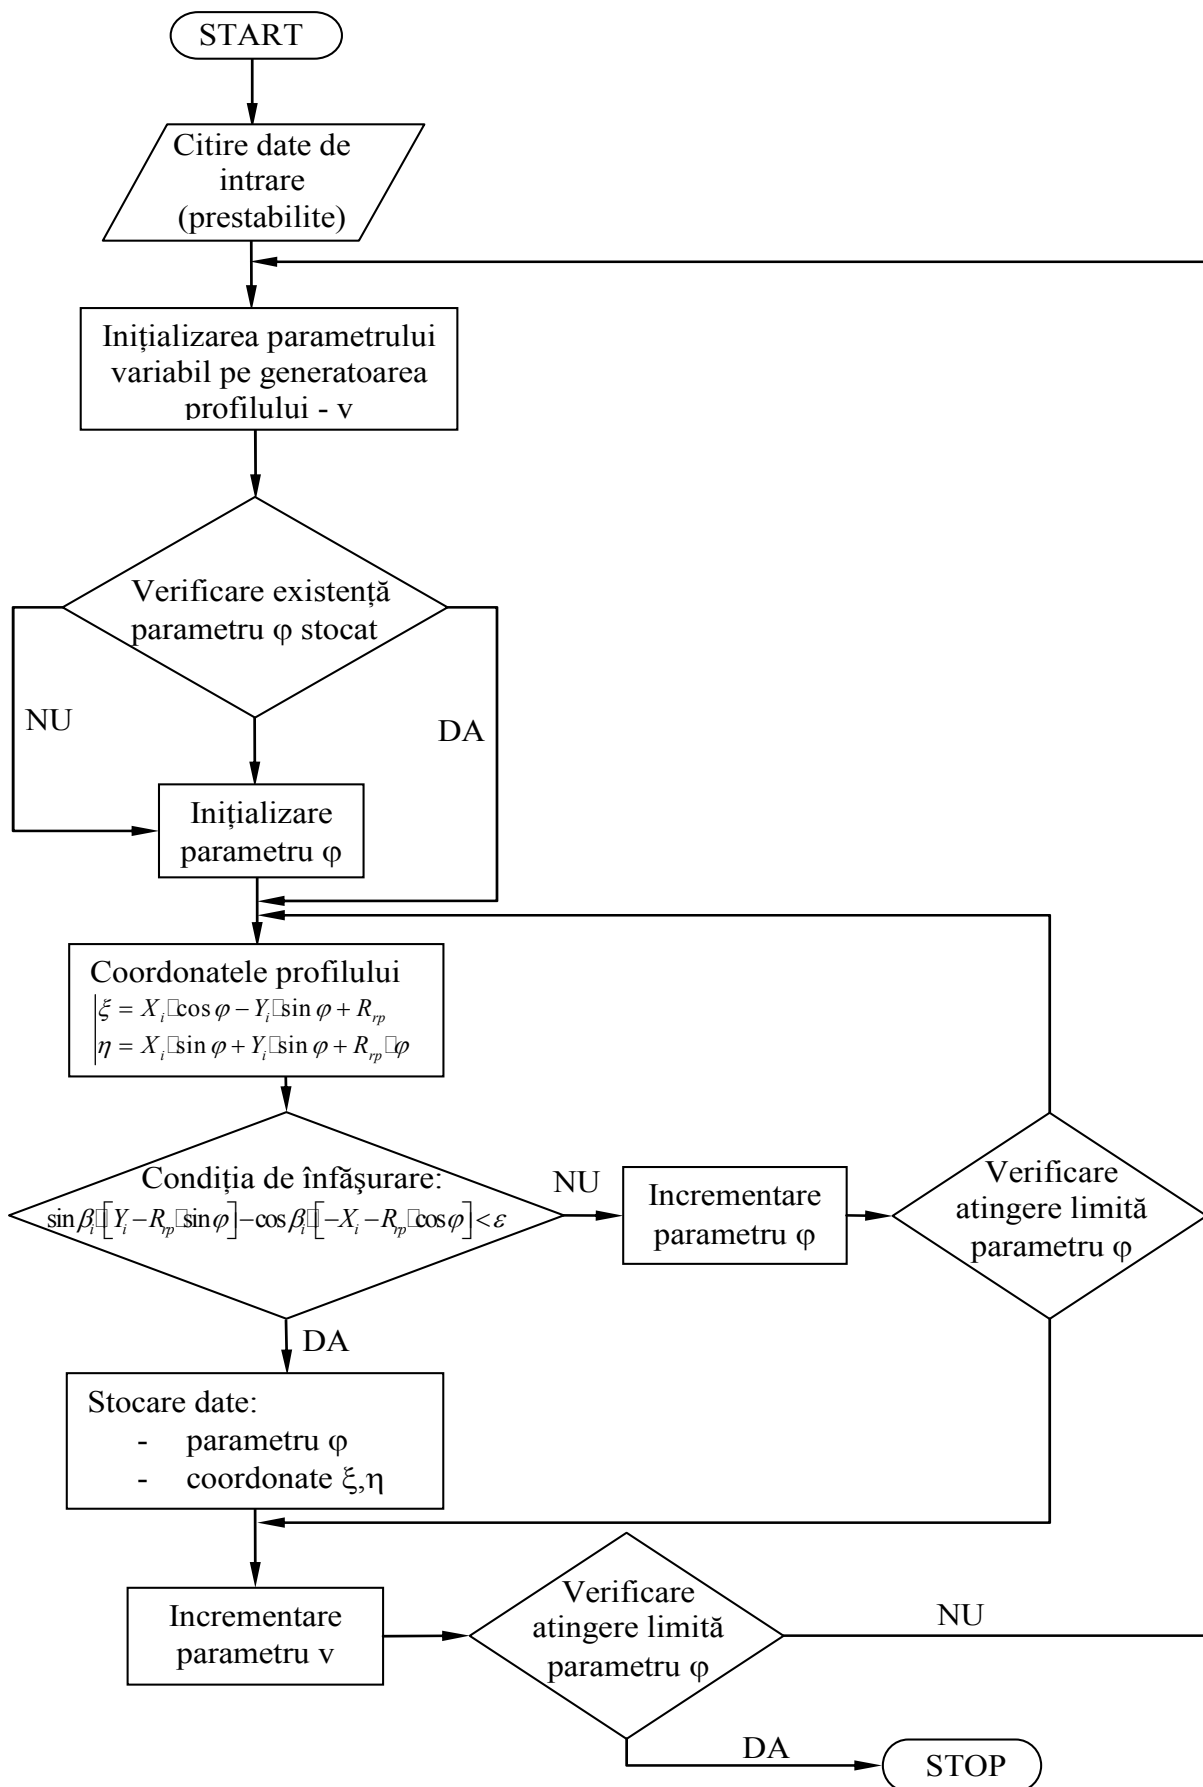 START
Citire date de
intrare
(prestabilite)
Inițializarea parametrului
variabil pe generatoarea
profilului - v
Verificare existență
parametru φ stocat
NU
DA
Inițializare
parametru φ
Coordonatele profilului
ξ = X_i□cos φ − Y_i□sin φ + R_rp
η = X_i□sin φ + Y_i□sin φ + R_rp□φ
Condiția de înfășurare:
sin β_i□[Y_i − R_rp□sin φ] − cos β_i□[−X_i − R_rp□cos φ] < ε
NU
Incrementare
parametru φ
Verificare
atingere limită
parametru φ
DA
Stocare date:
- parametru φ
- coordonate ξ,η
Incrementare
parametru v
Verificare
atingere limită
parametru φ
NU
DA
STOP